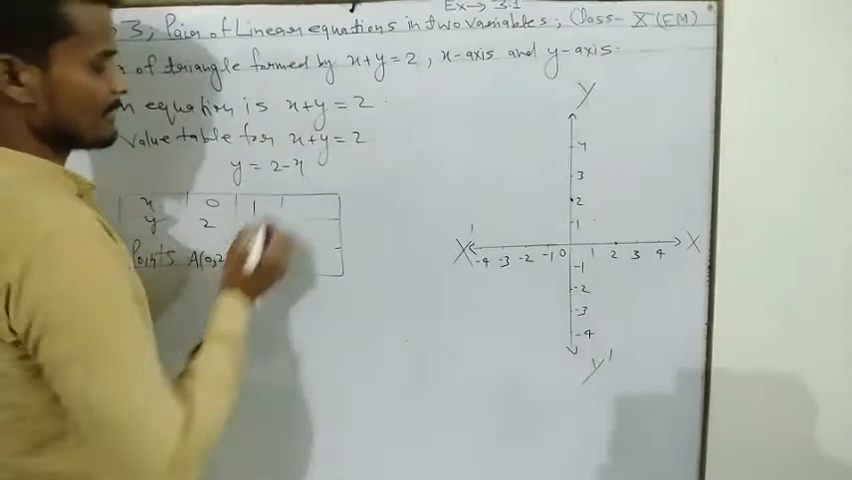 Ex→ 3.1
3; Pair of Linear equations in two variables; Class- X (EM)
of triangle formed by x+y=2, x-axis and y-axis.
equation is x+y=2
Value table for x+y=2
y = 2-x
x 0 1
y 2
Points A(0,2
Y
4
3
2
1
X' -4 -3 -2 -1 0 1 2 3 4 X
-1
-2
-3
-4
Y'